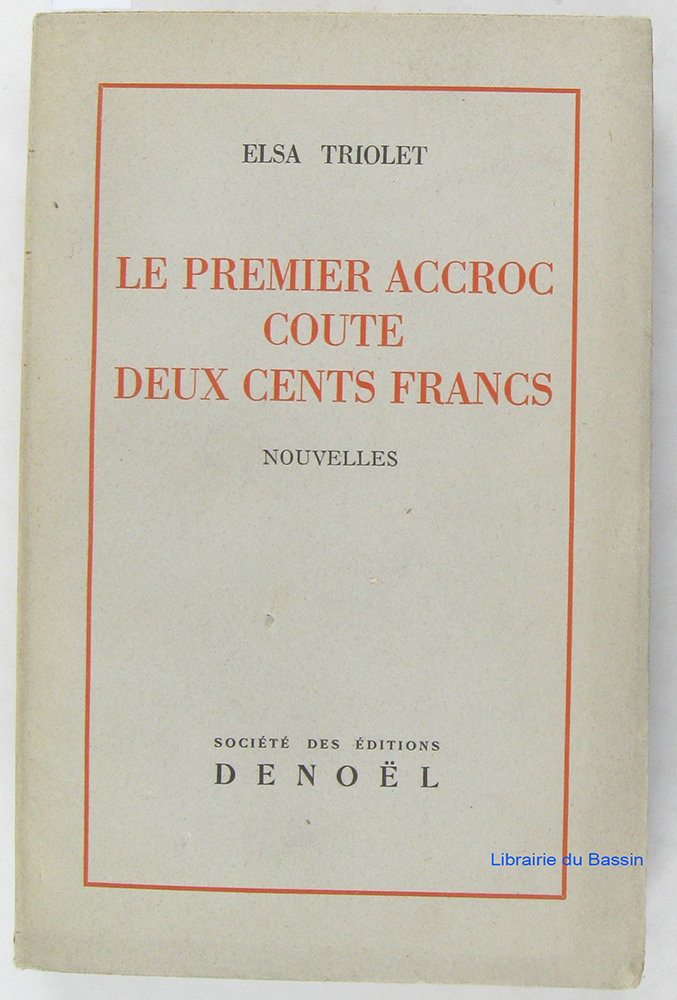 ELSA TRIOLET
LE PREMIER ACCROC
COUTE
DEUX CENTS FRANCS
NOUVELLES
SOCIÉTÉ DES ÉDITIONS
DENOËL
Librairie du Bassin